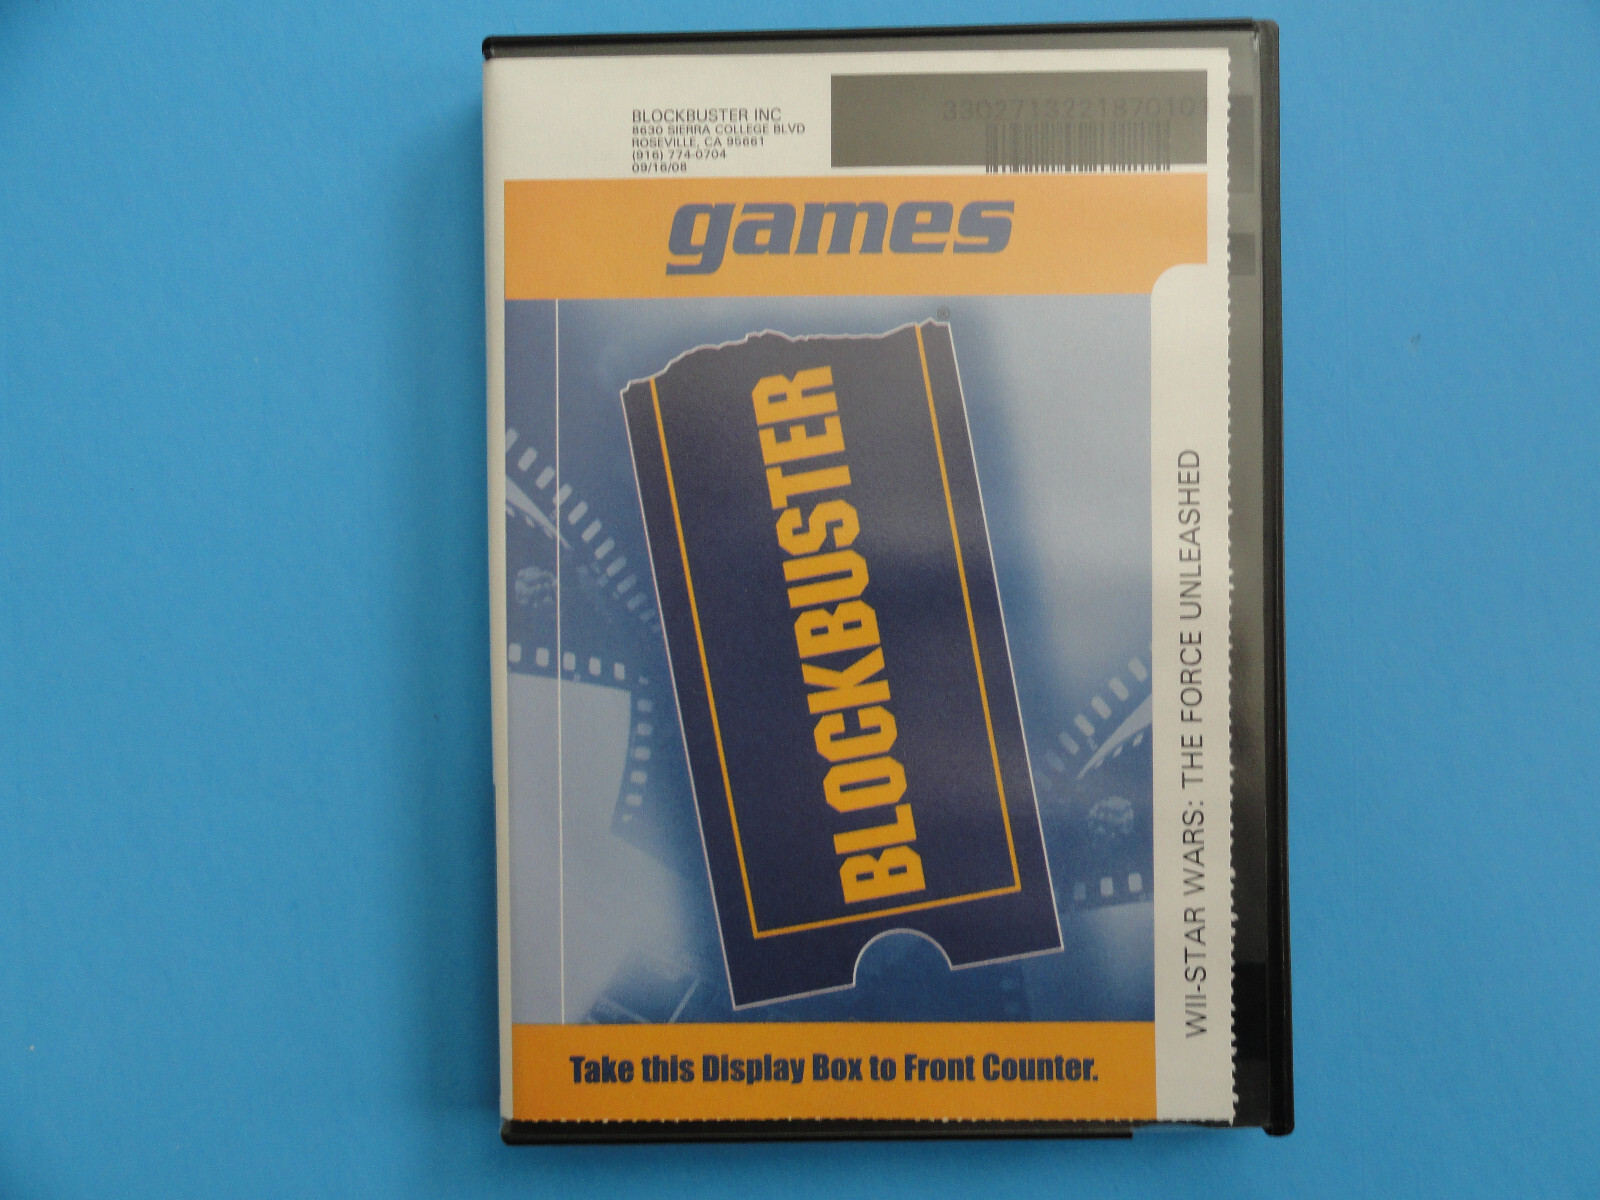 BLOCKBUSTER INC
8630 SIERRA COLLEGE BLVD
ROSEVILLE, CA 95661
(916) 774-0704
09/16/08
3302713221870101
games
BLOCKBUSTER
®
WII-STAR WARS: THE FORCE UNLEASHED
Take this Display Box to Front Counter.